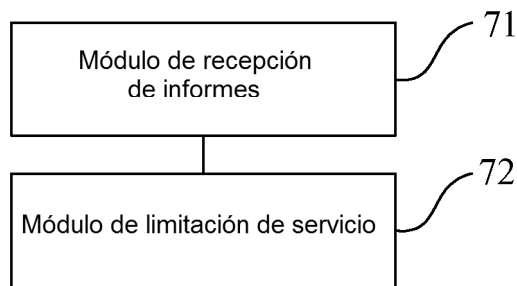 71
Módulo de recepción
de informes
72
Módulo de limitación de servicio